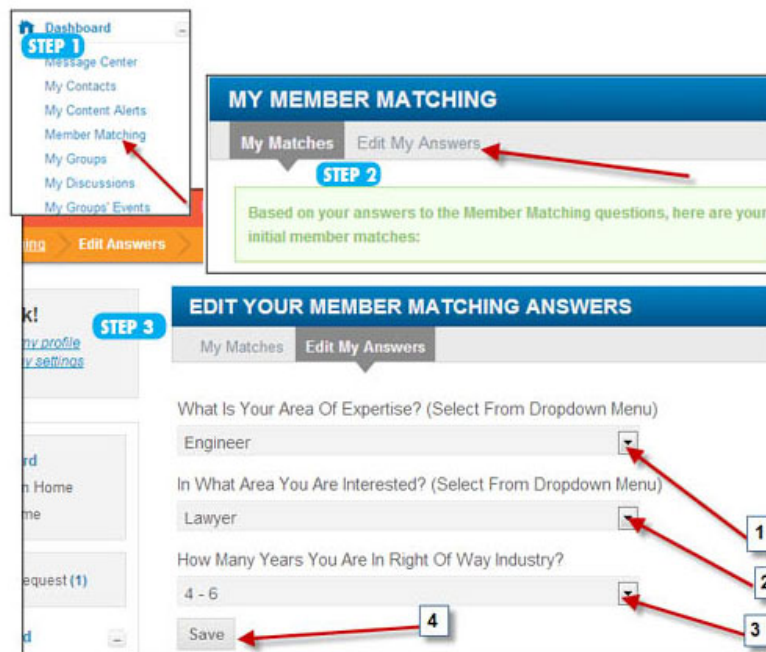 Dashboard
STEP 1
Message Center
My Contacts
My Content Alerts
Member Matching
My Groups
My Discussions
My Groups' Events
MY MEMBER MATCHING
My Matches Edit My Answers
STEP 2
Based on your answers to the Member Matching questions, here are your
initial member matches:
Edit Answers
k!
my profile
settings
STEP 3
EDIT YOUR MEMBER MATCHING ANSWERS
My Matches Edit My Answers
What Is Your Area Of Expertise? (Select From Dropdown Menu)
Engineer
In What Area You Are Interested? (Select From Dropdown Menu)
Lawyer
1
How Many Years You Are In Right Of Way Industry?
2
4 - 6
3
Save
4
rd
n Home
me
equest (1)
d